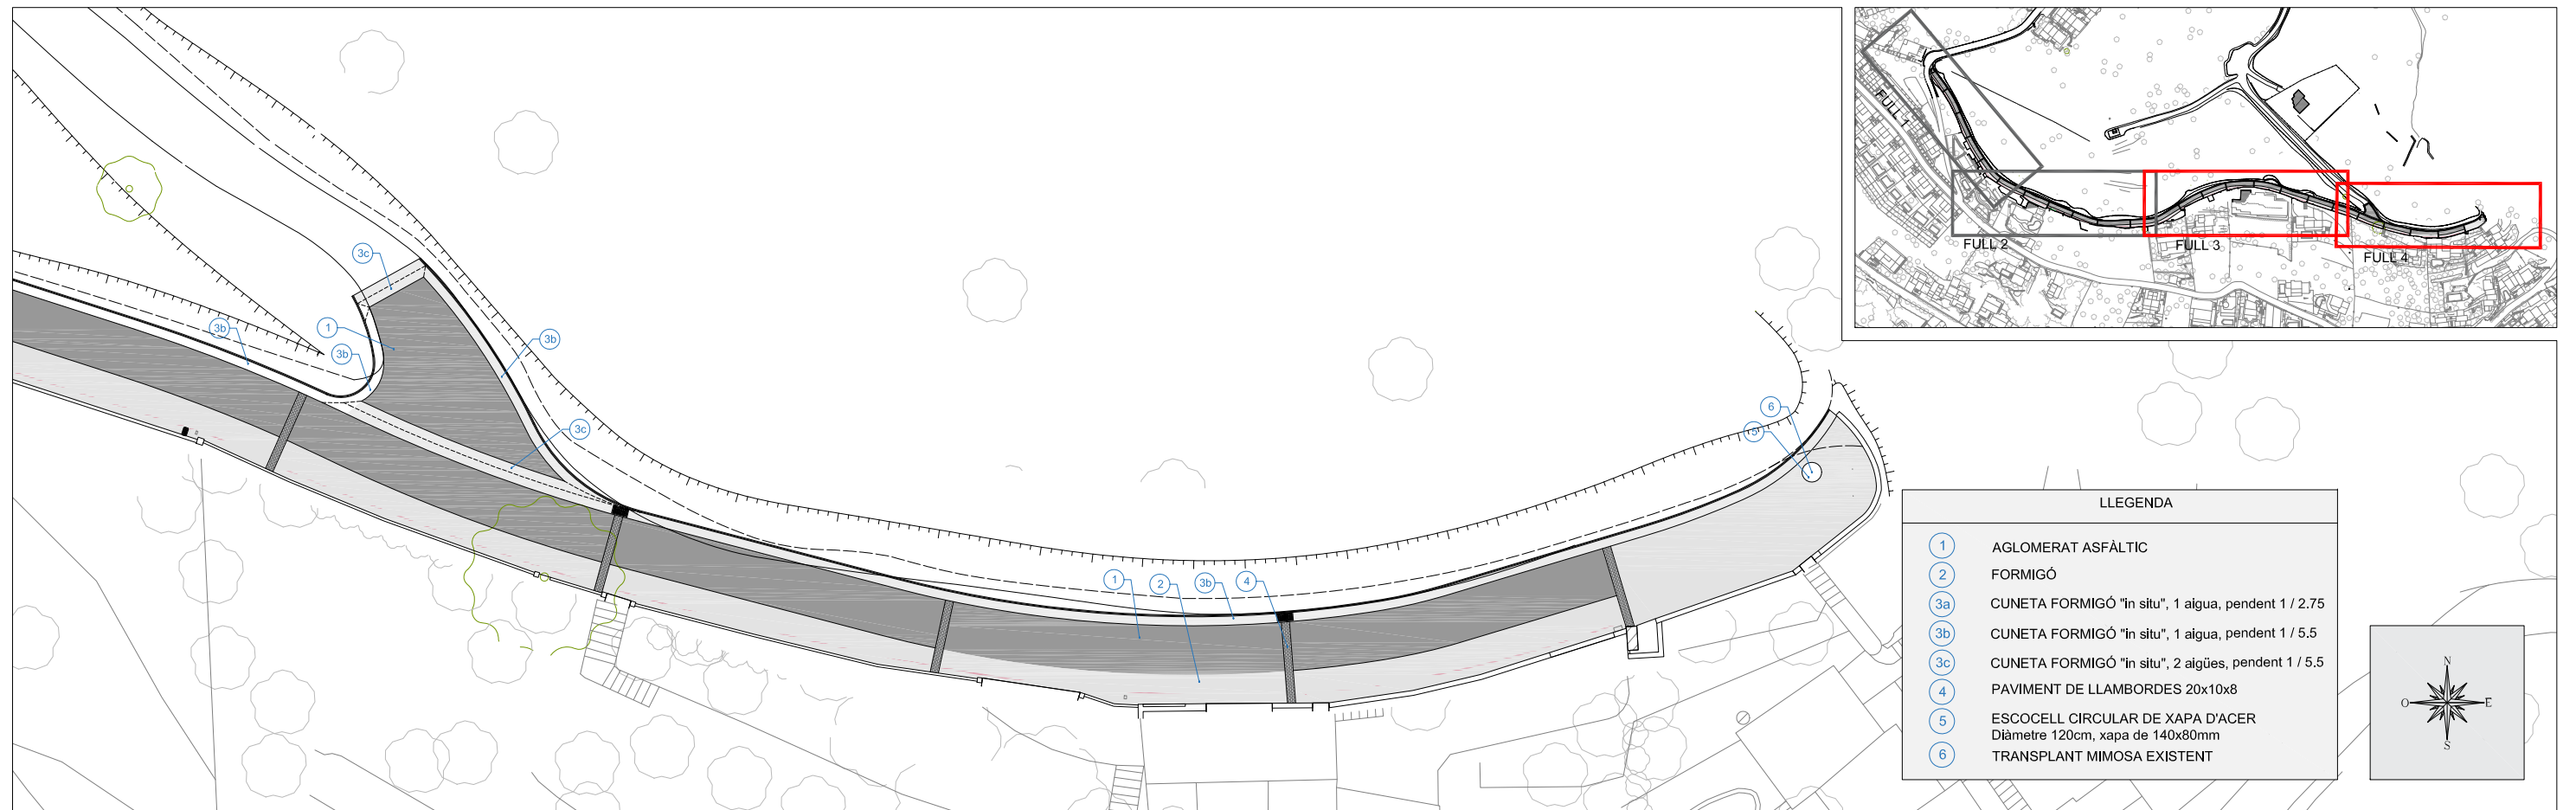 FULL 1
FULL 2
FULL 3
FULL 4
3c
3b
1
3b
3b
3c
6
5
1
2
3b
4
LLEGENDA
1 AGLOMERAT ASFÀLTIC
2 FORMIGÓ
3a CUNETA FORMIGÓ "in situ", 1 aigua, pendent 1 / 2.75
3b CUNETA FORMIGÓ "in situ", 1 aigua, pendent 1 / 5.5
3c CUNETA FORMIGÓ "in situ", 2 aigües, pendent 1 / 5.5
4 PAVIMENT DE LLAMBORDES 20x10x8
5 ESCOCELL CIRCULAR DE XAPA D'ACER
Diàmetre 120cm, xapa de 140x80mm
6 TRANSPLANT MIMOSA EXISTENT
N
O E
S